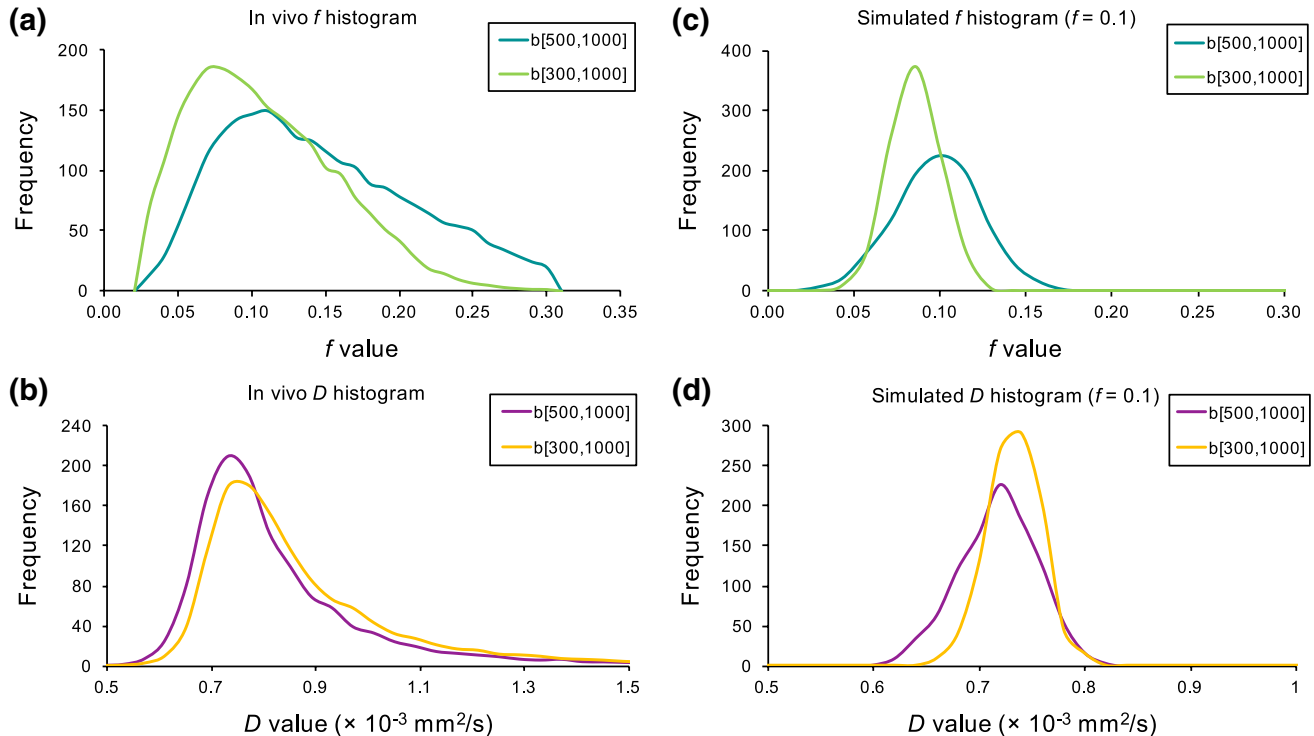 (a)
In vivo f histogram
b[500,1000]
b[300,1000]
200
150
100
50
0
Frequency
0.00 0.05 0.10 0.15 0.20 0.25 0.30 0.35
f value
(c)
Simulated f histogram (f = 0.1)
b[500,1000]
b[300,1000]
400
300
200
100
0
Frequency
0.00 0.05 0.10 0.15 0.20 0.25 0.30
f value
(b)
In vivo D histogram
b[500,1000]
b[300,1000]
240
200
160
120
80
40
0
Frequency
0.5 0.7 0.9 1.1 1.3 1.5
D value (× 10⁻³ mm²/s)
(d)
Simulated D histogram (f = 0.1)
b[500,1000]
b[300,1000]
300
250
200
150
100
50
0
Frequency
0.5 0.6 0.7 0.8 0.9 1
D value (× 10⁻³ mm²/s)